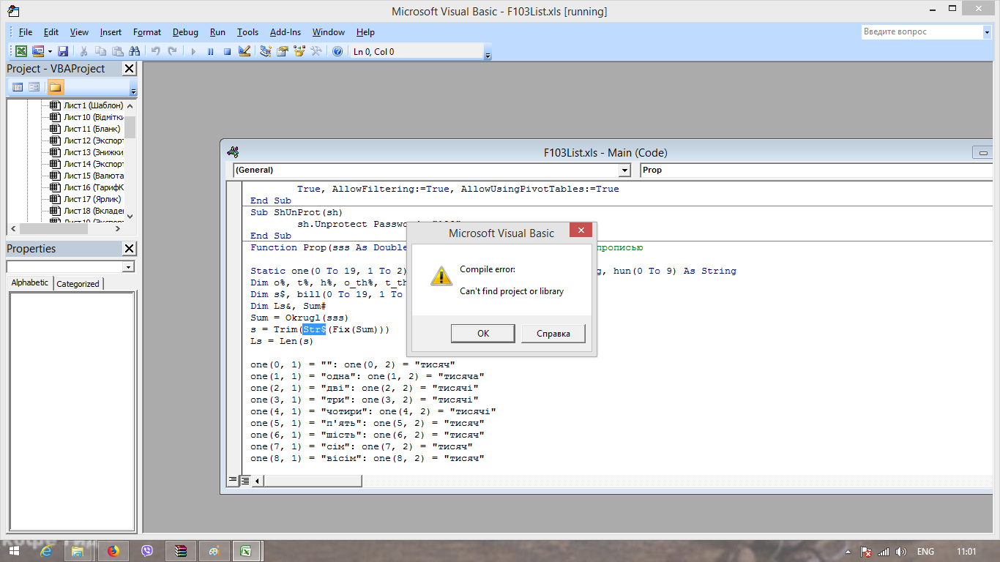 Microsoft Visual Basic - F103List.xls [running]
File Edit View Insert Format Debug Run Tools Add-Ins Window Help
Введите вопрос
Ln 0, Col 0
Project - VBAProject
Лист1 (Шаблон)
Лист10 (Відмітки
Лист11 (Бланк)
Лист12 (Экспорт
Лист13 (Знижки
Лист14 (Экспорт
Лист15 (Валюта
Лист16 (ТарифК
Лист17 (Ярлик)
Лист18 (Вкладе
Properties
Alphabetic Categorized
F103List.xls - Main (Code)
(General) Prop
True, AllowFiltering:=True, AllowUsingPivotTables:=True
End Sub
Sub ShUnProt(sh)
sh.Unprotect Passwo
End Sub
Function Prop(sss As Double прописью
Static one(0 To 19, 1 To 2) g, hun(0 To 9) As String
Dim o%, t%, h%, o_th%, t_th
Dim s$, bill(0 To 19, 1 To
Dim Ls&, Sum#
Sum = Okrugl(sss)
s = Trim(Str$(Fix(Sum)))
Ls = Len(s)
one(0, 1) = "": one(0, 2) = "тисяч"
one(1, 1) = "одна": one(1, 2) = "тисяча"
one(2, 1) = "дві": one(2, 2) = "тисячі"
one(3, 1) = "три": one(3, 2) = "тисячі"
one(4, 1) = "чотири": one(4, 2) = "тисячі"
one(5, 1) = "п'ять": one(5, 2) = "тисяч"
one(6, 1) = "шість": one(6, 2) = "тисяч"
one(7, 1) = "сім": one(7, 2) = "тисяч"
one(8, 1) = "вісім": one(8, 2) = "тисяч"
Microsoft Visual Basic
Compile error:
Can't find project or library
OK Справка
ENG 11:01